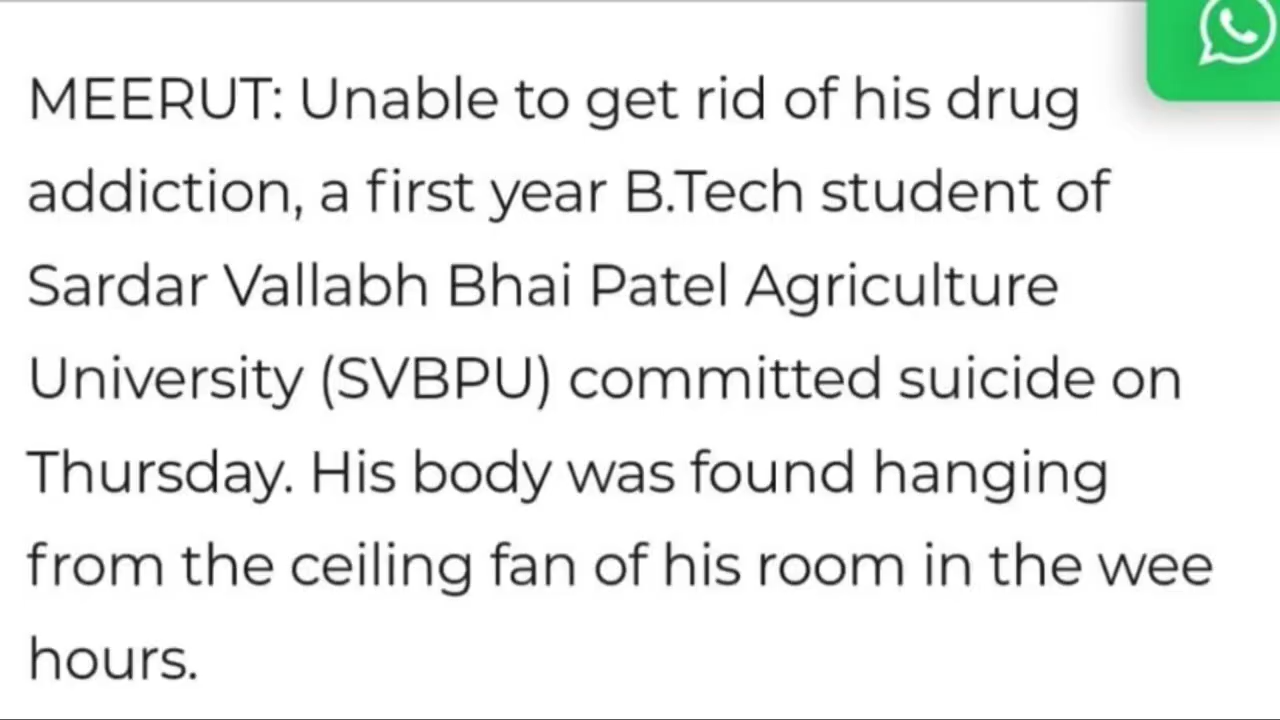 MEERUT: Unable to get rid of his drug
addiction, a first year B.Tech student of
Sardar Vallabh Bhai Patel Agriculture
University (SVBPU) committed suicide on
Thursday. His body was found hanging
from the ceiling fan of his room in the wee
hours.